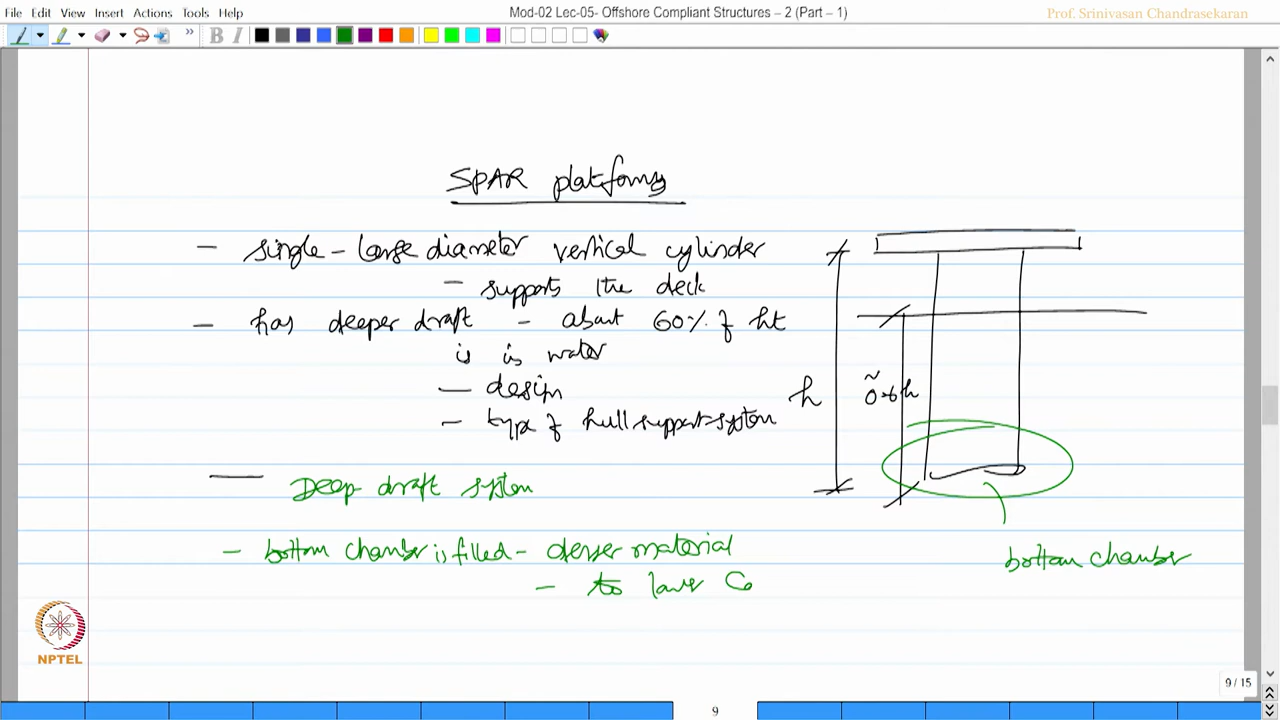 File Edit View Insert Actions Tools Help
Mod-02 Lec-05- Offshore Compliant Structures – 2 (Part – 1)
Prof. Srinivasan Chandrasekaran
B I
SPAR platforms
– single – large diameter vertical cylinder
– supports the deck
– has deeper draft – about 60% of ht
is is water
– design
– type of hull support system
h
~
0.6h
— Deep draft system
– bottom chamber is filled – denser material
– to lower C
bottom chamber
NPTEL
9 / 15
9